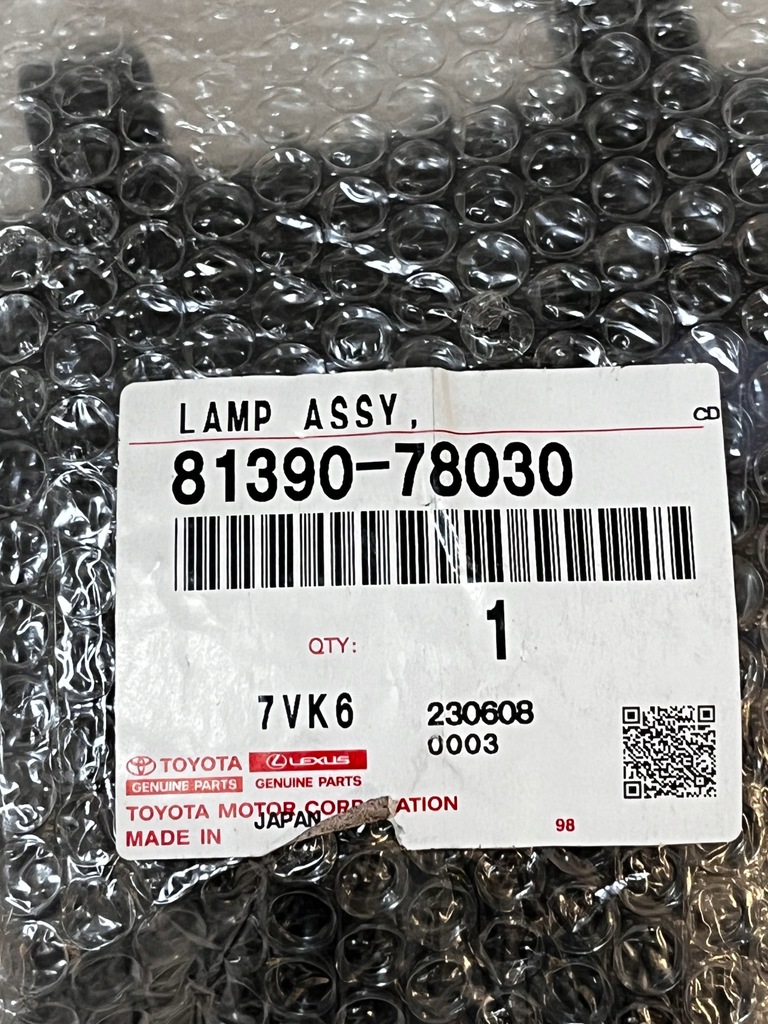 LAMP ASSY,
CD
81390-78030
QTY: 1
7VK6 230608
0003
TOYOTA LEXUS
GENUINE PARTS GENUINE PARTS
TOYOTA MOTOR CORPORATION
MADE IN JAPAN
98